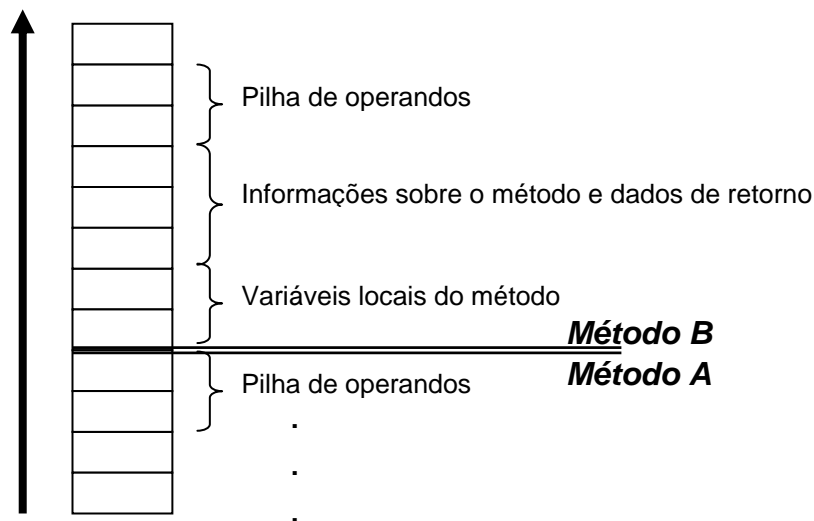 Pilha de operandos
Informações sobre o método e dados de retorno
Variáveis locais do método
Método B
Método A
Pilha de operandos
.
.
.